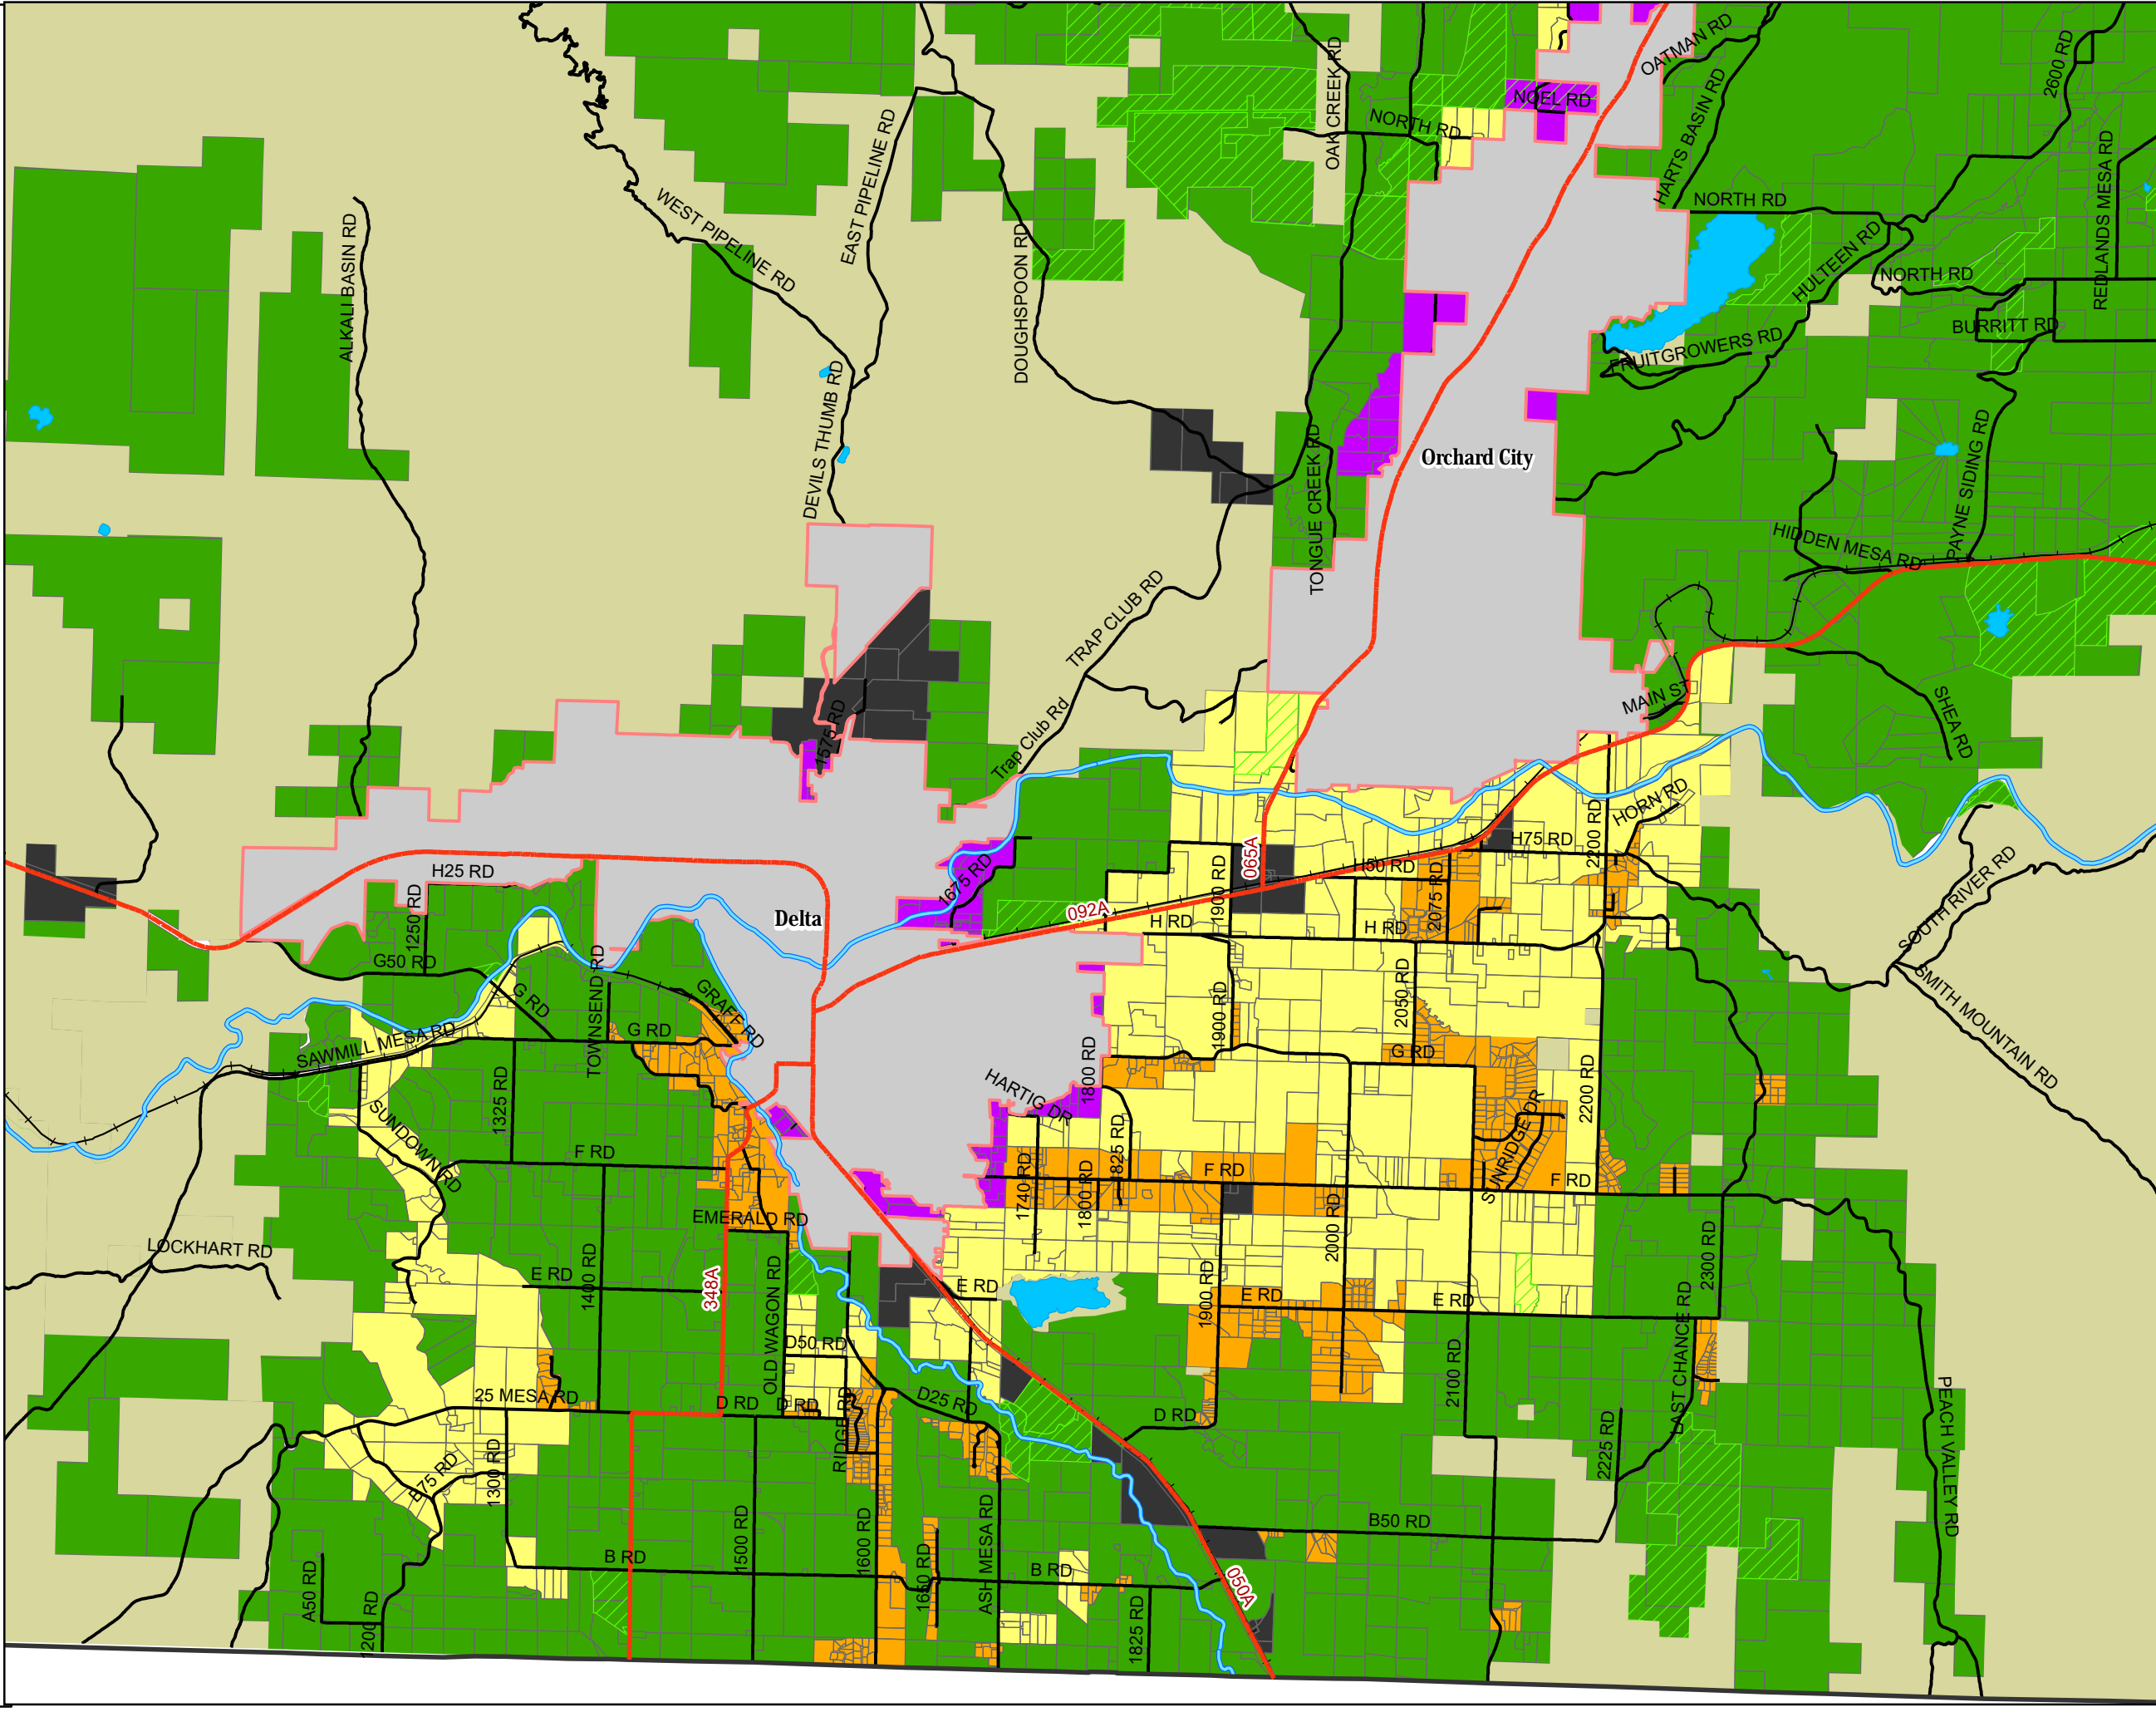 OATMAN RD
2600 RD
OAK CREEK RD
HARTS BASIN RD
NOEL RD
NORTH RD
EAST PIPELINE RD
REDLANDS MESA RD
WEST PIPELINE RD
NORTH RD
ALKALI BASIN RD
DOUGHSPOON RD
HULTEEN RD
NORTH RD
BURRITT RD
FRUITGROWERS RD
DEVILS THUMB RD
TONGUE CREEK RD
Orchard City
PAYNE SIDING RD
HIDDEN MESA RD
TRAP CLUB RD
MAIN ST
SHEA RD
1575 RD
Trap Club Rd
HORN RD
2200 RD
H75 RD
065A
H50 RD
H25 RD
1675 RD
1900 RD
2075 RD
1250 RD
Delta
092A
H RD
H RD
SOUTH RIVER RD
G50 RD
TOWNSEND RD
G RD
GRAFF RD
2050 RD
1900 RD
SMITH MOUNTAIN RD
SAWMILL MESA RD
G RD
G RD
1800 RD
HARTIG DR
2200 RD
1325 RD
SUNDOWN RD
SUNRIDGE DR
1825 RD
F RD
F RD
F RD
1740 RD
1800 RD
EMERALD RD
2000 RD
2300 RD
LOCKHART RD
1400 RD
E RD
348A
OLD WAGON RD
E RD
1900 RD
E RD
E RD
LAST CHANCE RD
D50 RD
2100 RD
25 MESA RD
D RD
D RD
RIDGE RD
D25 RD
D RD
PEACH VALLEY RD
2225 RD
B75 RD
1300 RD
1500 RD
1600 RD
ASH MESA RD
B50 RD
B RD
1650 RD
B RD
050A
A50 RD
1200 RD
1825 RD